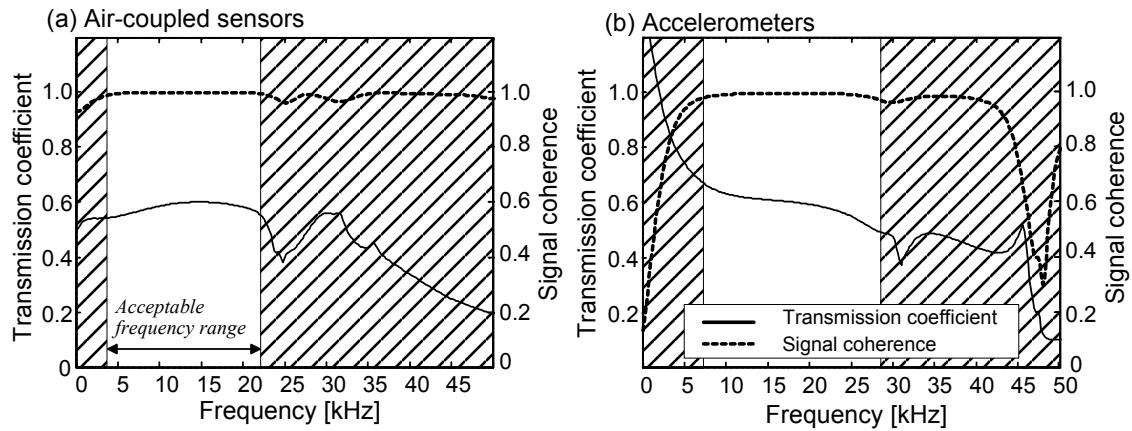 (a) Air-coupled sensors
Transmission coefficient
1.0
0.8
0.6
0.4
0.2
0
Acceptable
frequency range
0 5 10 15 20 25 30 35 40 45
Frequency [kHz]
1.0
0.8
0.6
0.4
0.2
0
Signal coherence
(b) Accelerometers
Transmission coefficient
1.0
0.8
0.6
0.4
0.2
Transmission coefficient
Signal coherence
0 5 10 15 20 25 30 35 40 45 50
Frequency [kHz]
1.0
0.8
0.6
0.4
0.2
0
Signal coherence